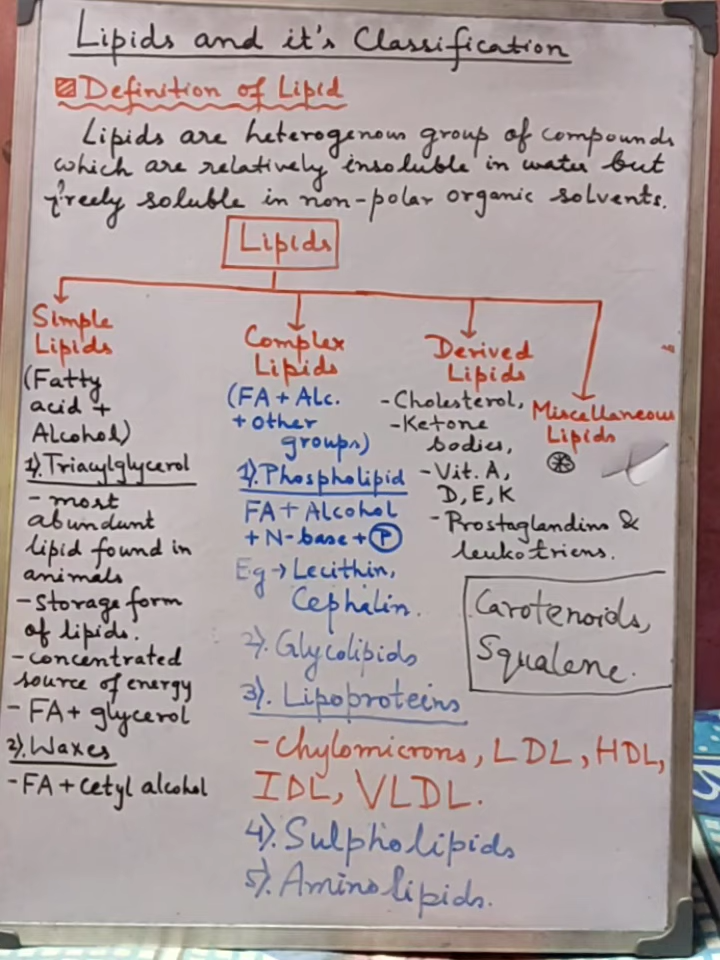 Lipids and it's Classification
Definition of Lipid
Lipids are heterogenous group of compounds
which are relatively insoluble in water but
freely soluble in non-polar organic solvents.
Lipids
Simple
Lipids
(Fatty
acid +
Alcohol)
1). Triacylglycerol
- most
abundunt
lipid found in
animals
- Storage form
of lipids.
- concentrated
source of energy
- FA + glycerol
2). Waxes
- FA + cetyl alcohol
Complex
Lipids
(FA + Alc.
+ other
groups)
1). Phospholipid
FA + Alcohol
+ N-base + P
Eg → Lecithin,
Cephalin.
2). Glycolipids
3). Lipoproteins
- Chylomicrons, LDL, HDL,
IDL, VLDL.
4). Sulpholipids
5). Aminolipids.
Derived
Lipids
- Cholesterol,
- Ketone
bodies,
- Vit. A,
D, E, K
- Prostaglandins &
leukotriens.
Miscellaneous
Lipids
Carotenoids,
Squalene.